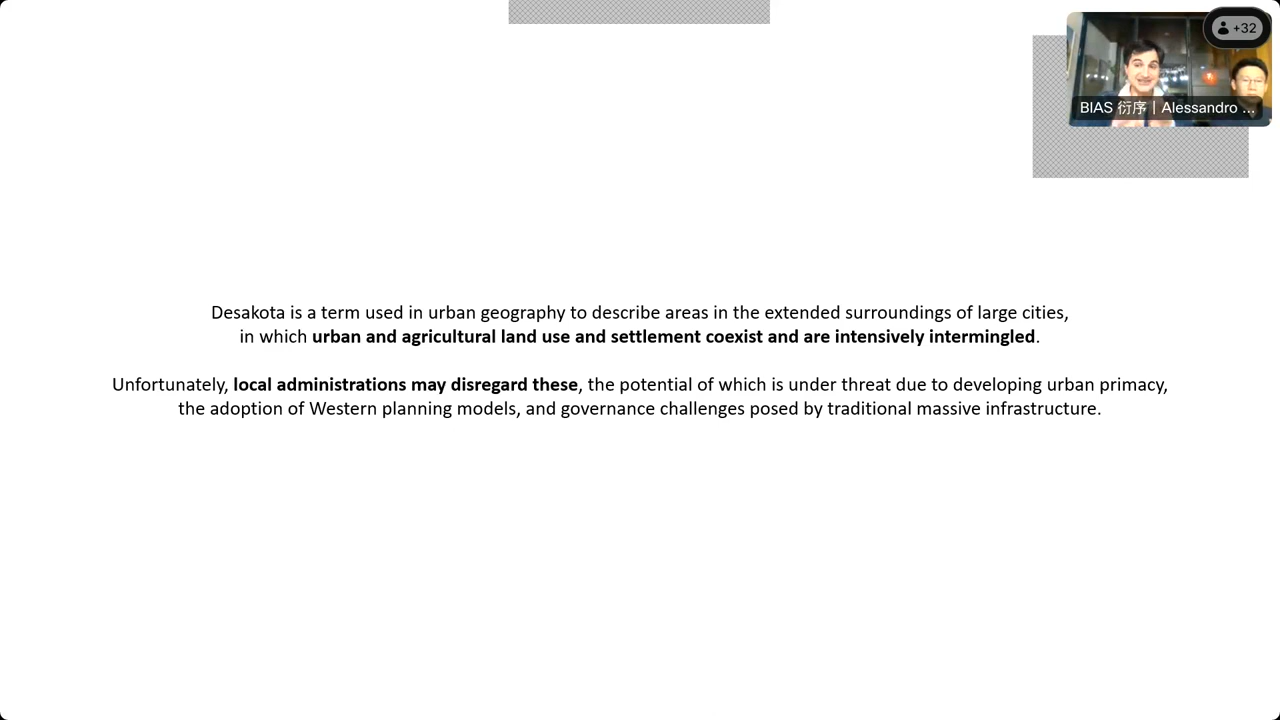 +32
BIAS 衍序丨Alessandro ...
Desakota is a term used in urban geography to describe areas in the extended surroundings of large cities,
in which urban and agricultural land use and settlement coexist and are intensively intermingled.
Unfortunately, local administrations may disregard these, the potential of which is under threat due to developing urban primacy,
the adoption of Western planning models, and governance challenges posed by traditional massive infrastructure.